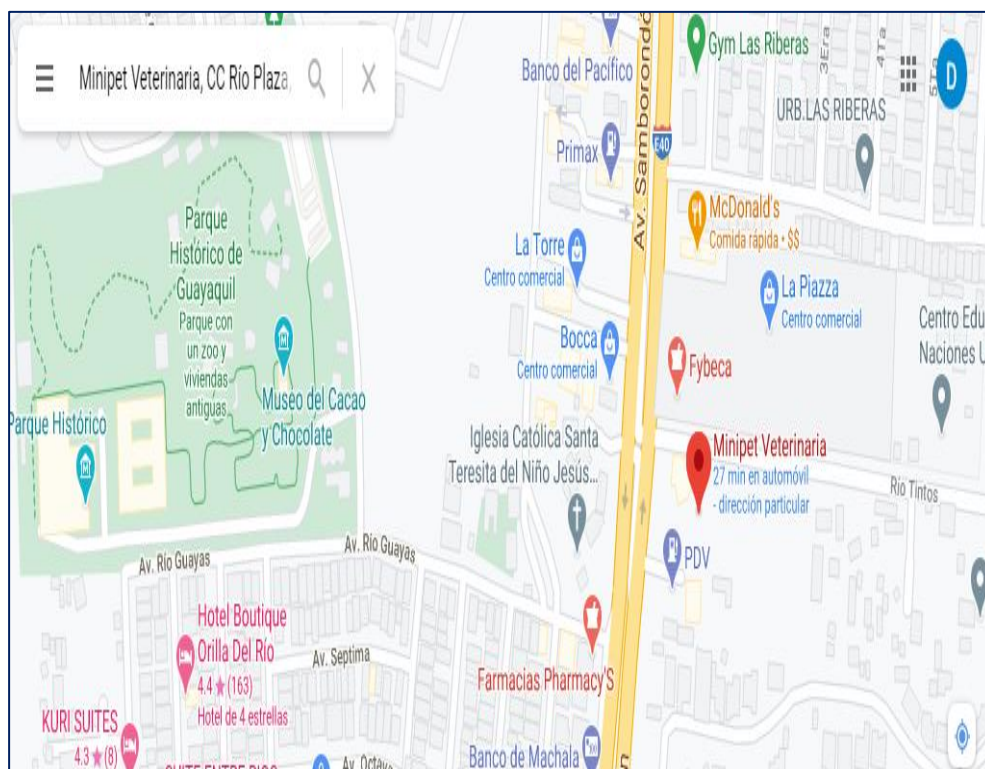 Minipet Veterinaria, CC Río Plaza,
D
Gym Las Riberas
3Era
4Ta
5Ta
Banco del Pacífico
URB.LAS RIBERAS
E40
Primax
Av. Samborondón
McDonald's
Comida rápida • $$
Parque
Histórico de
Guayaquil
Parque con
un zoo y
viviendas
antiguas.
La Torre
Centro comercial
La Piazza
Centro comercial
Centro Edu
Naciones U
Bocca
Centro comercial
Fybeca
Museo del Cacao
y Chocolate
Parque Histórico
Iglesia Católica Santa
Teresita del Niño Jesús...
Minipet Veterinaria
27 min en automóvil
- dirección particular
Rio Tintos
Av. Río Guayas
Av. Río Guayas
PDV
Hotel Boutique
Orilla Del Río
4.4 ★ (163)
Hotel de 4 estrellas
Av. Septima
Farmacias Pharmacy'S
KURI SUITES
4.3 ★ (8)
Banco de Machala
Av. Octava